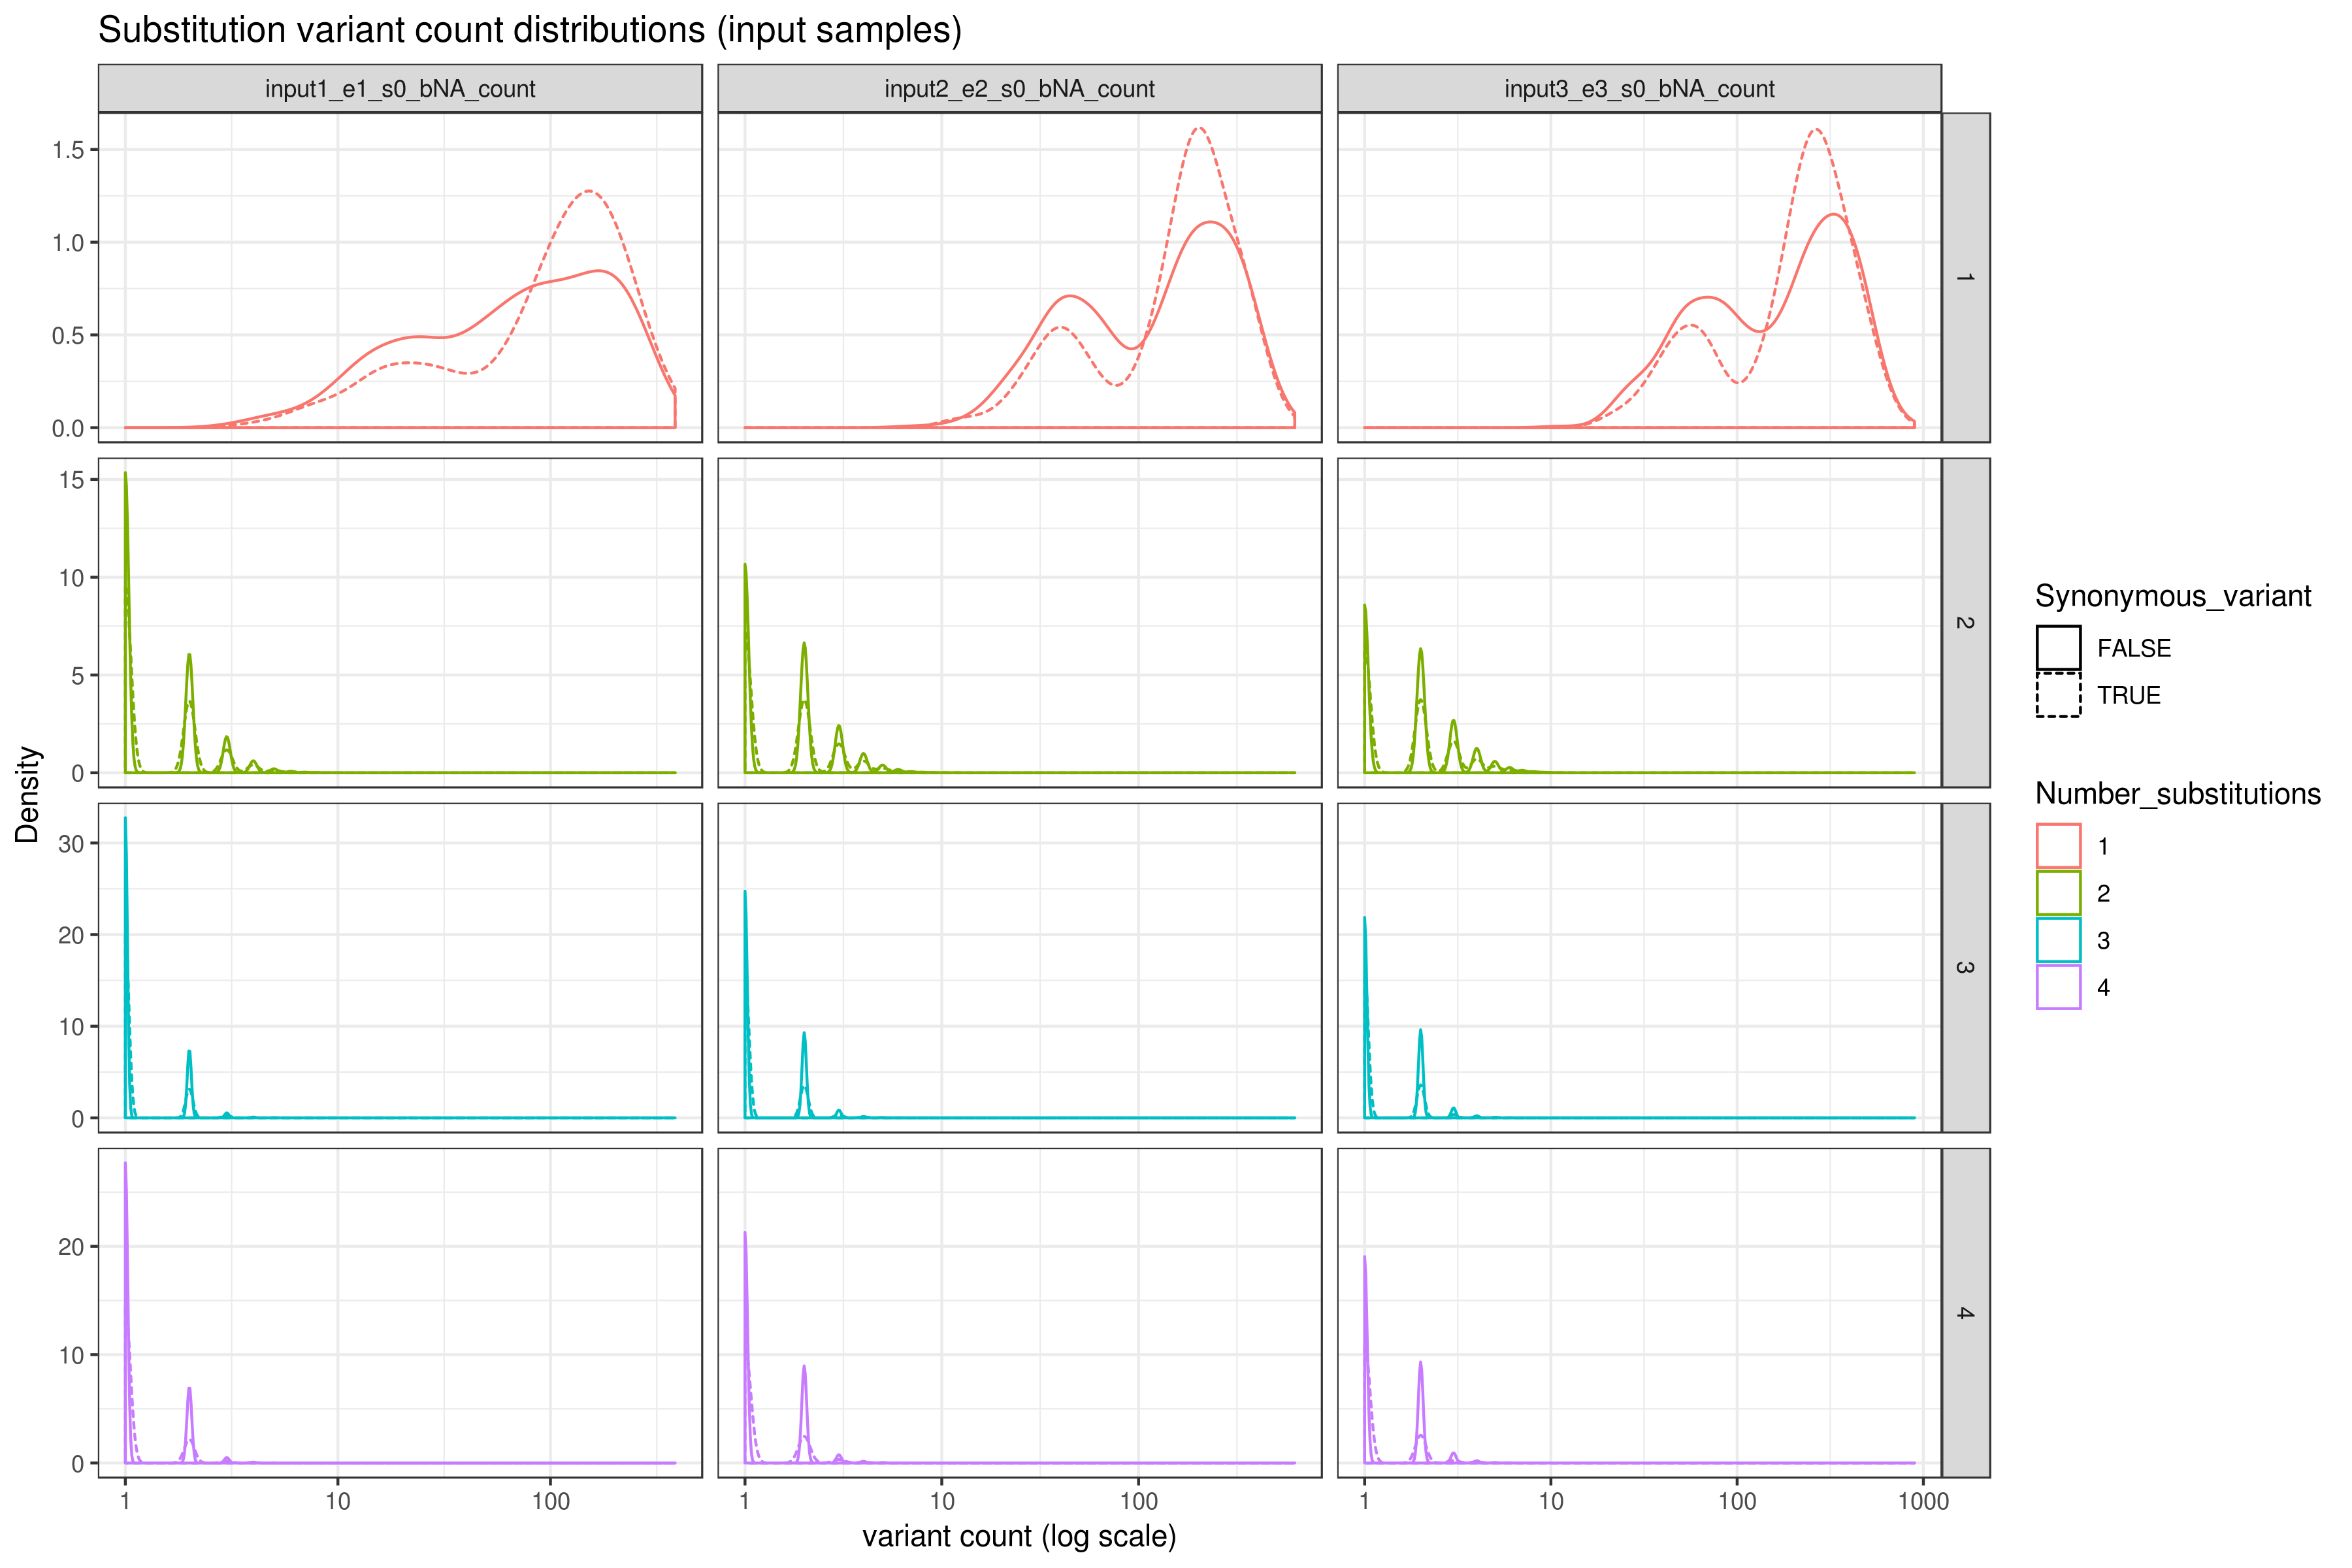 Substitution variant count distributions (input samples)
input1_e1_s0_bNA_count
input2_e2_s0_bNA_count
input3_e3_s0_bNA_count
Density
1.5
1.0
0.5
0.0
1
15
10
5
0
2
30
20
10
0
3
20
10
0
4
1 10 100
1 10 100
1 10 100 1000
variant count (log scale)
Synonymous_variant
FALSE
TRUE
Number_substitutions
1
2
3
4